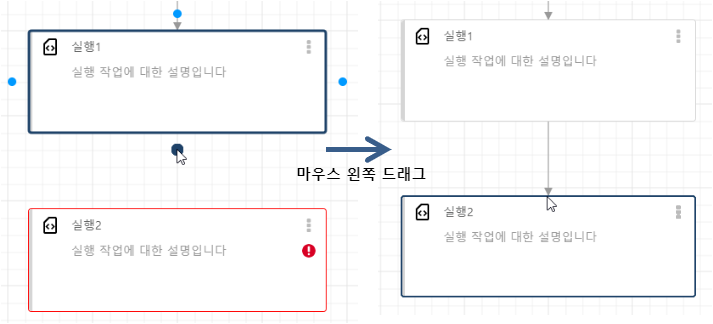 실행1
실행 작업에 대한 설명입니다
실행2
실행 작업에 대한 설명입니다
마우스 왼쪽 드래그
실행1
실행 작업에 대한 설명입니다
실행2
실행 작업에 대한 설명입니다